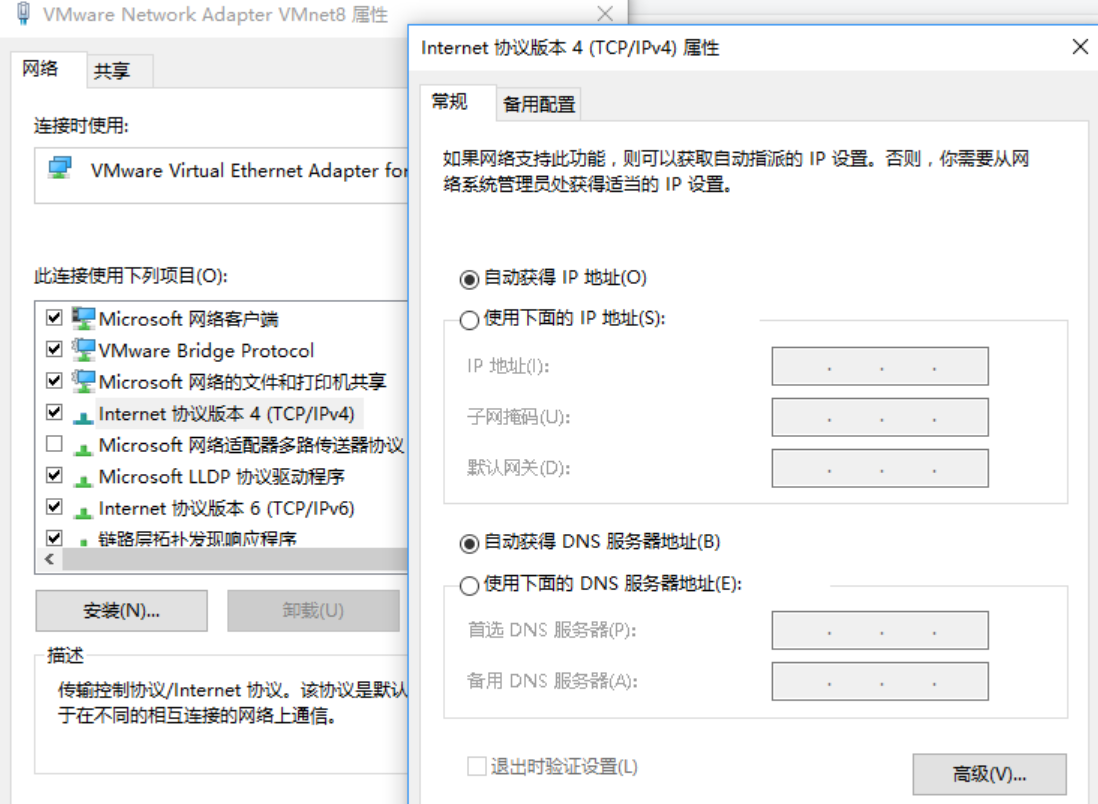 VMware Network Adapter VMnet8 属性
网络
共享
连接时使用:
VMware Virtual Ethernet Adapter for
此连接使用下列项目(O):
Microsoft 网络客户端
VMware Bridge Protocol
Microsoft 网络的文件和打印机共享
Internet 协议版本 4 (TCP/IPv4)
Microsoft 网络适配器多路传送器协议
Microsoft LLDP 协议驱动程序
Internet 协议版本 6 (TCP/IPv6)
链路层拓扑发现响应程序
安装(N)...
卸载(U)
描述
传输控制协议/Internet 协议。该协议是默认
于在不同的相互连接的网络上通信。
Internet 协议版本 4 (TCP/IPv4) 属性
常规
备用配置
如果网络支持此功能，则可以获取自动指派的 IP 设置。否则，你需要从网
络系统管理员处获得适当的 IP 设置。
自动获得 IP 地址(O)
使用下面的 IP 地址(S):
IP 地址(I):
子网掩码(U):
默认网关(D):
自动获得 DNS 服务器地址(B)
使用下面的 DNS 服务器地址(E):
首选 DNS 服务器(P):
备用 DNS 服务器(A):
退出时验证设置(L)
高级(V)...